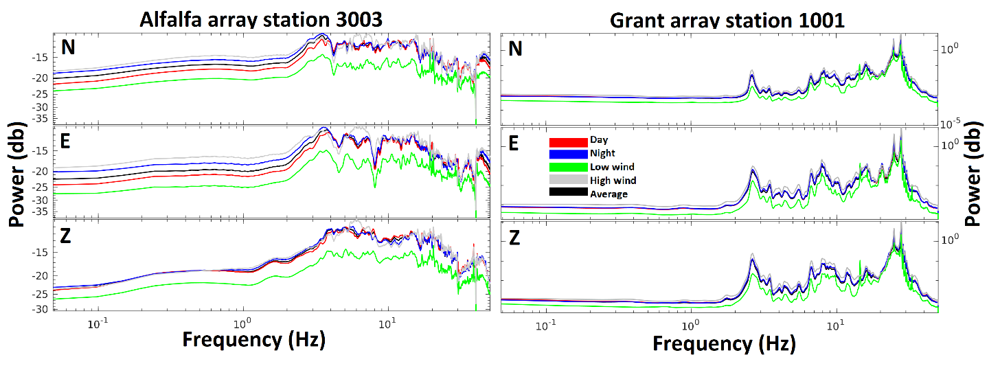 Alfalfa array station 3003
Grant array station 1001
N
-15
-20
-25
-30
-35
E
-15
-20
-25
-30
-35
Z
-15
-20
-25
-30
Power (db)
10⁻¹
10⁰
10¹
Frequency (Hz)
N
10⁰
10⁻⁵
E
10⁰
Day
Night
Low wind
High wind
Average
Z
10⁰
Power (db)
10⁻¹
10⁰
10¹
Frequency (Hz)